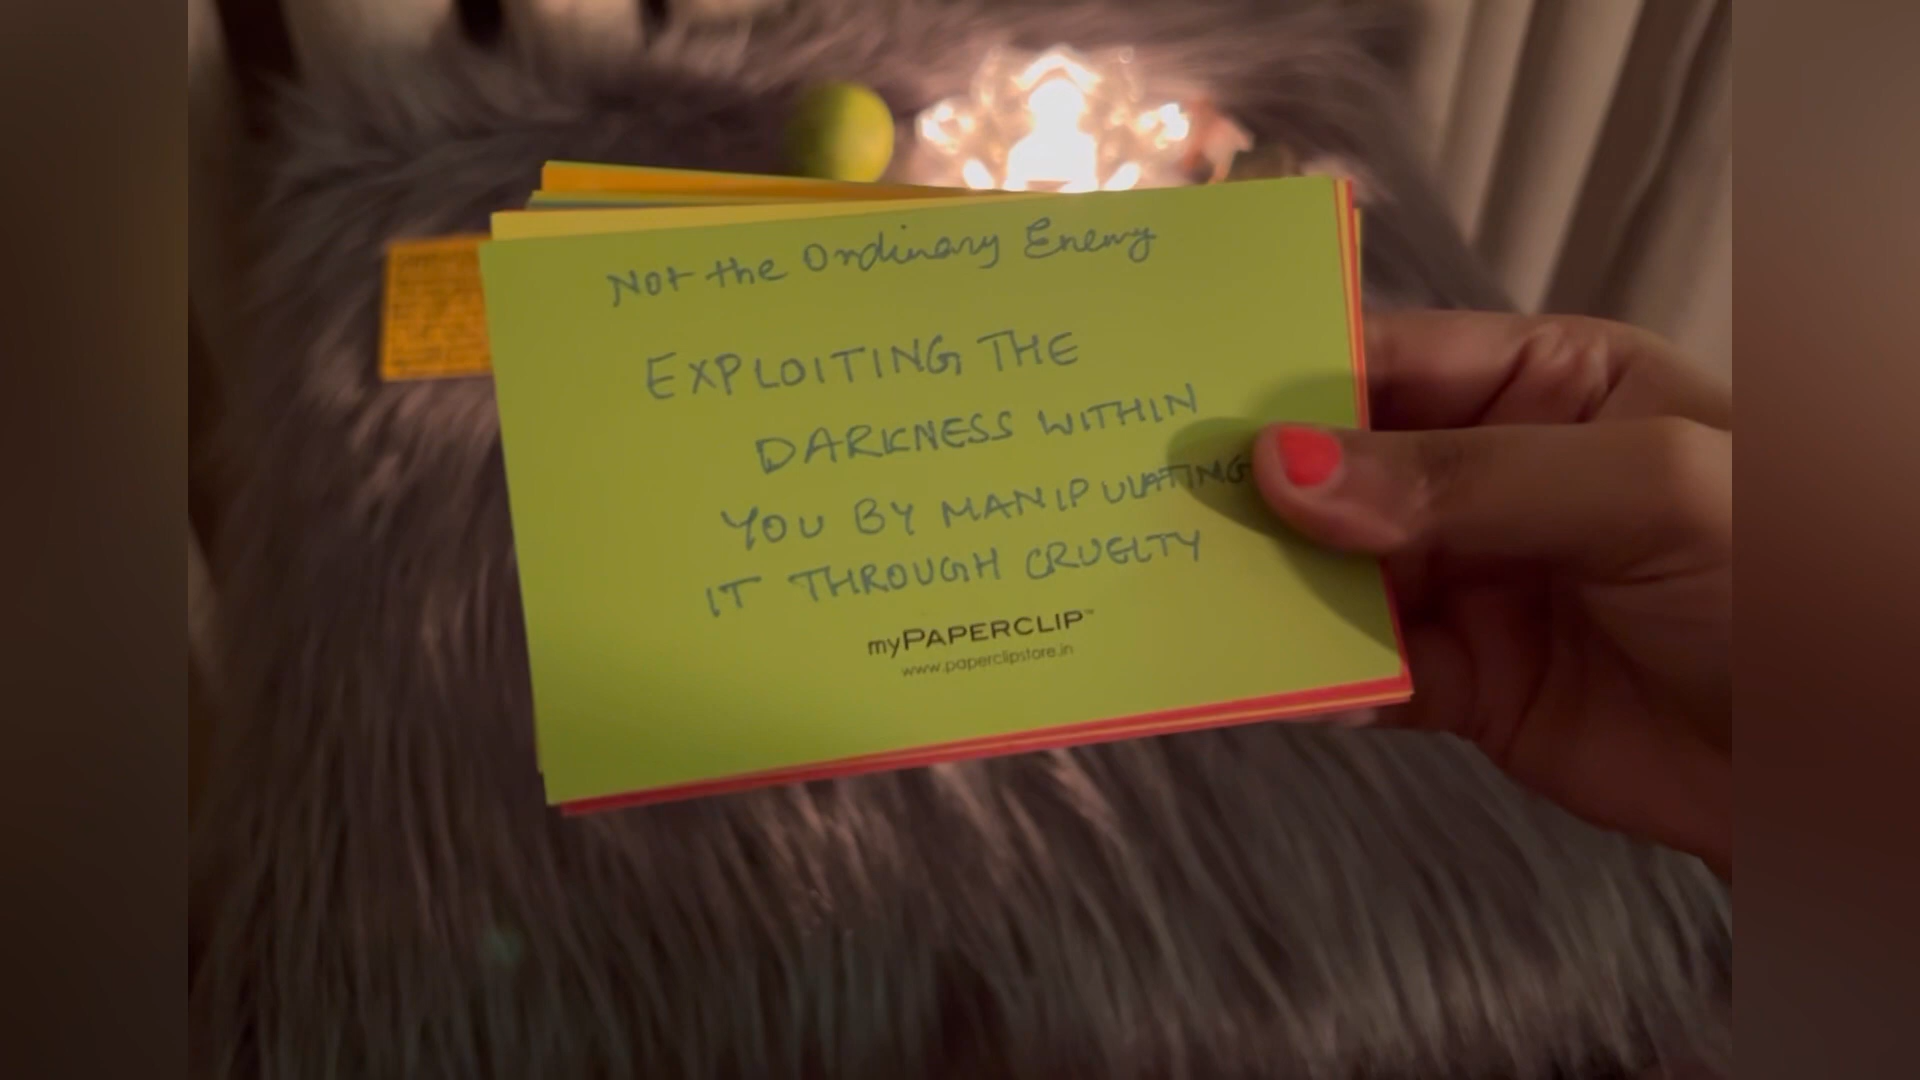 Not the Ordinary Enemy
EXPLOITING THE
DARKNESS WITHIN
YOU BY MANIPULATING
IT THROUGH CRUELTY
myPAPERCLIP™
www.paperclipstore.in